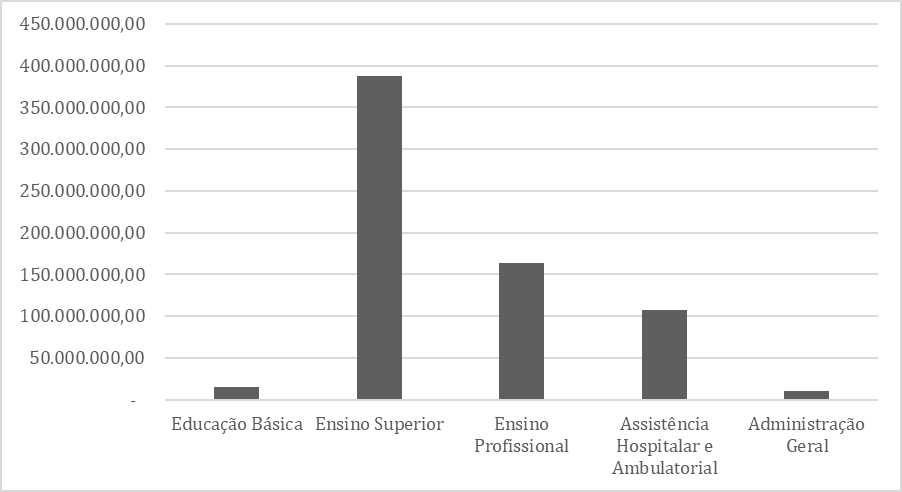 450.000.000,00
400.000.000,00
350.000.000,00
300.000.000,00
250.000.000,00
200.000.000,00
150.000.000,00
100.000.000,00
50.000.000,00
-
Educação Básica
Ensino Superior
Ensino
Profissional
Assistência
Hospitalar e
Ambulatorial
Administração
Geral